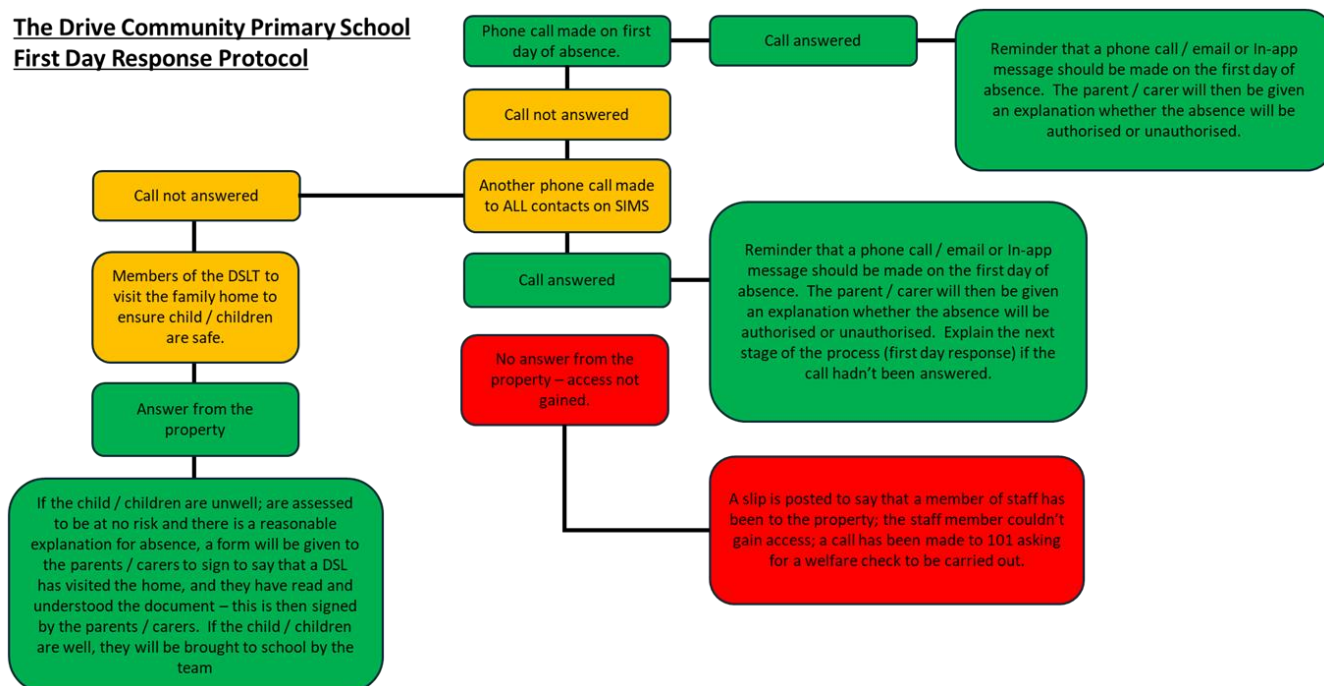 The Drive Community Primary School
First Day Response Protocol
Phone call made on first
day of absence.
Call answered
Reminder that a phone call / email or In-app
message should be made on the first day of
absence. The parent / carer will then be given
an explanation whether the absence will be
authorised or unauthorised.
Call not answered
Another phone call made
to ALL contacts on SIMS
Call not answered
Members of the DSLT to
visit the family home to
ensure child / children
are safe.
Answer from the
property
If the child / children are unwell; are assessed
to be at no risk and there is a reasonable
explanation for absence, a form will be given to
the parents / carers to sign to say that a DSL
has visited the home, and they have read and
understood the document – this is then signed
by the parents / carers. If the child / children
are well, they will be brought to school by the
team
Call answered
Reminder that a phone call / email or In-app
message should be made on the first day of
absence. The parent / carer will then be given
an explanation whether the absence will be
authorised or unauthorised. Explain the next
stage of the process (first day response) if the
call hadn't been answered.
No answer from the
property – access not
gained.
A slip is posted to say that a member of staff has
been to the property; the staff member couldn't
gain access; a call has been made to 101 asking
for a welfare check to be carried out.